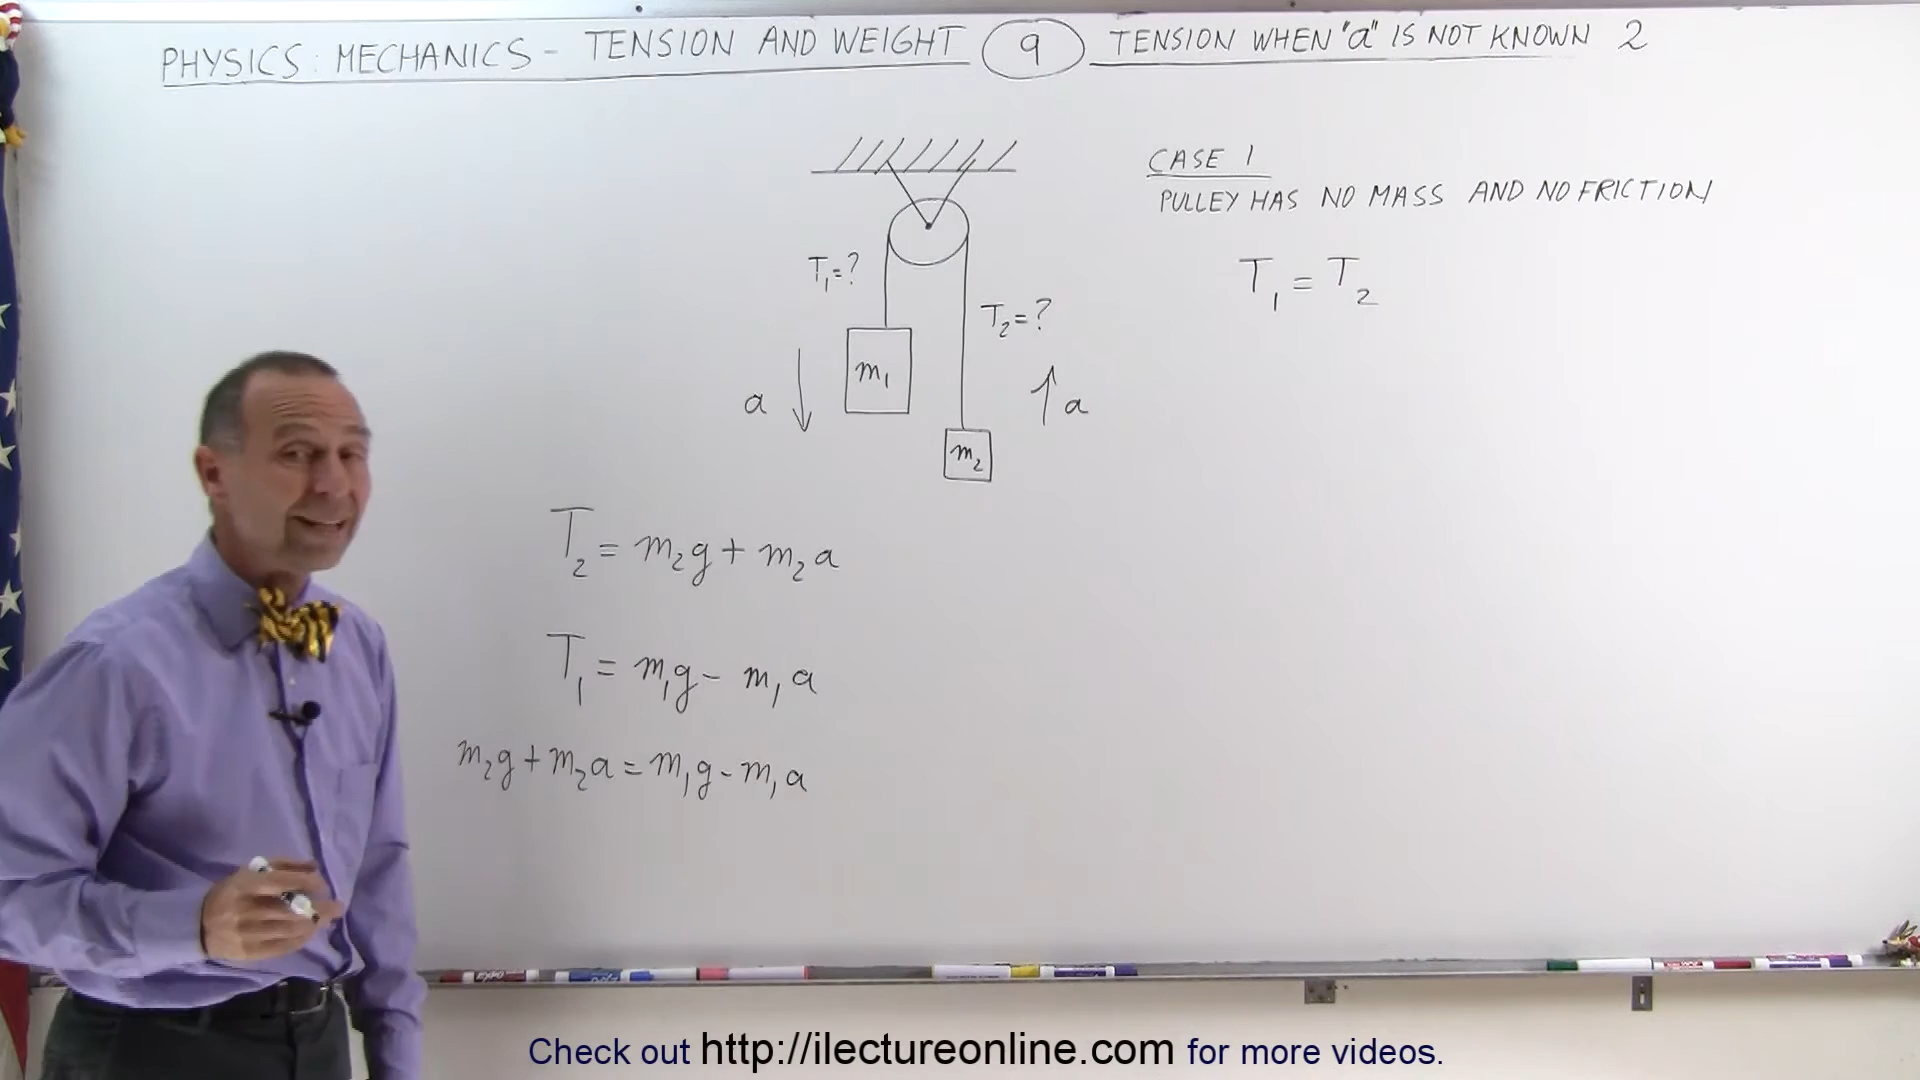 PHYSICS: MECHANICS - TENSION AND WEIGHT 9 TENSION WHEN "a" IS NOT KNOWN 2
CASE 1
PULLEY HAS NO MASS AND NO FRICTION
T₁=?
T₁ = T₂
T₂=?
m₁
a
a
m₂
T₂ = m₂g + m₂a
T₁ = m₁g - m₁a
m₂g + m₂a = m₁g - m₁a
EXPO
Check out http://ilectureonline.com for more videos.